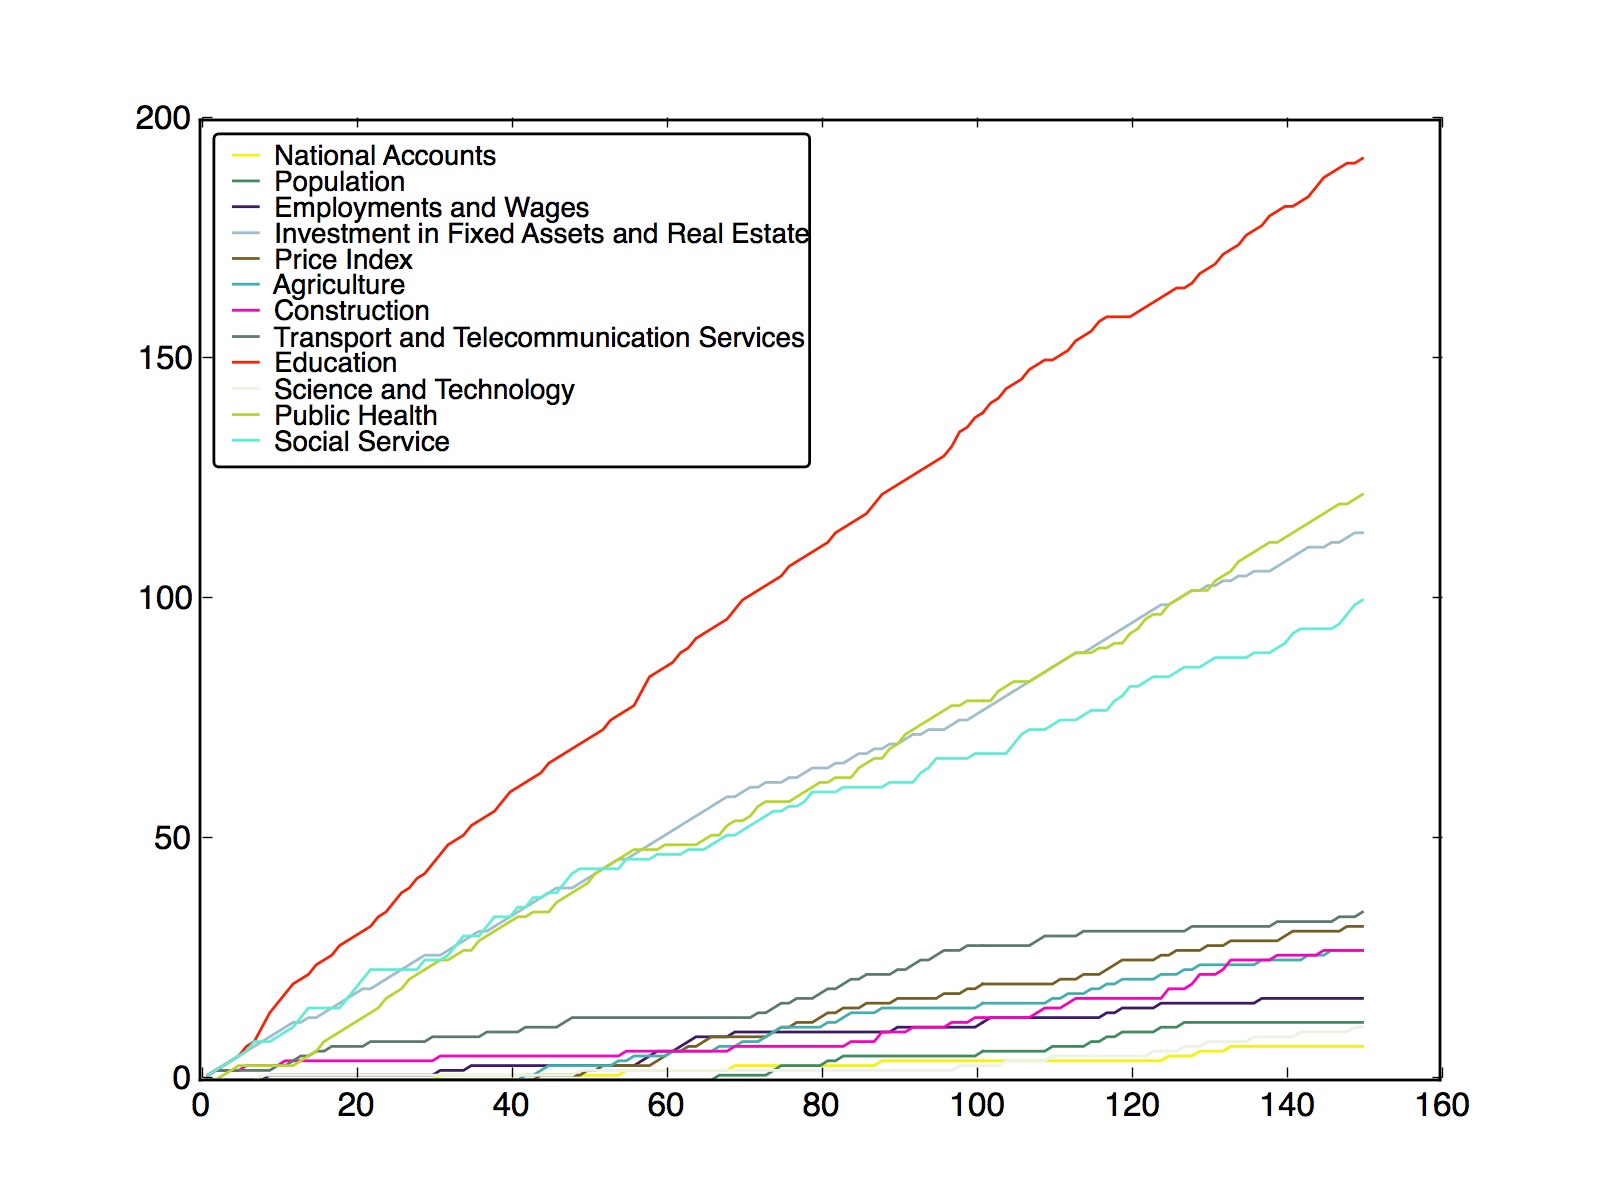 200
150
100
50
0
National Accounts
Population
Employments and Wages
Investment in Fixed Assets and Real Estate
Price Index
Agriculture
Construction
Transport and Telecommunication Services
Education
Science and Technology
Public Health
Social Service
0 20 40 60 80 100 120 140 160